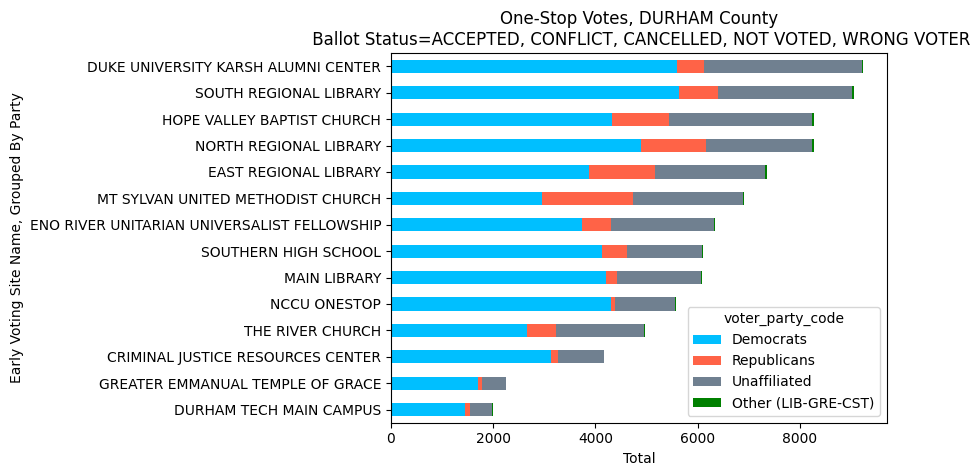 One-Stop Votes, DURHAM County
Ballot Status=ACCEPTED, CONFLICT, CANCELLED, NOT VOTED, WRONG VOTER
Early Voting Site Name, Grouped By Party
DUKE UNIVERSITY KARSH ALUMNI CENTER
SOUTH REGIONAL LIBRARY
HOPE VALLEY BAPTIST CHURCH
NORTH REGIONAL LIBRARY
EAST REGIONAL LIBRARY
MT SYLVAN UNITED METHODIST CHURCH
ENO RIVER UNITARIAN UNIVERSALIST FELLOWSHIP
SOUTHERN HIGH SCHOOL
MAIN LIBRARY
NCCU ONESTOP
THE RIVER CHURCH
CRIMINAL JUSTICE RESOURCES CENTER
GREATER EMMANUAL TEMPLE OF GRACE
DURHAM TECH MAIN CAMPUS
voter_party_code
Democrats
Republicans
Unaffiliated
Other (LIB-GRE-CST)
0 2000 4000 6000 8000
Total